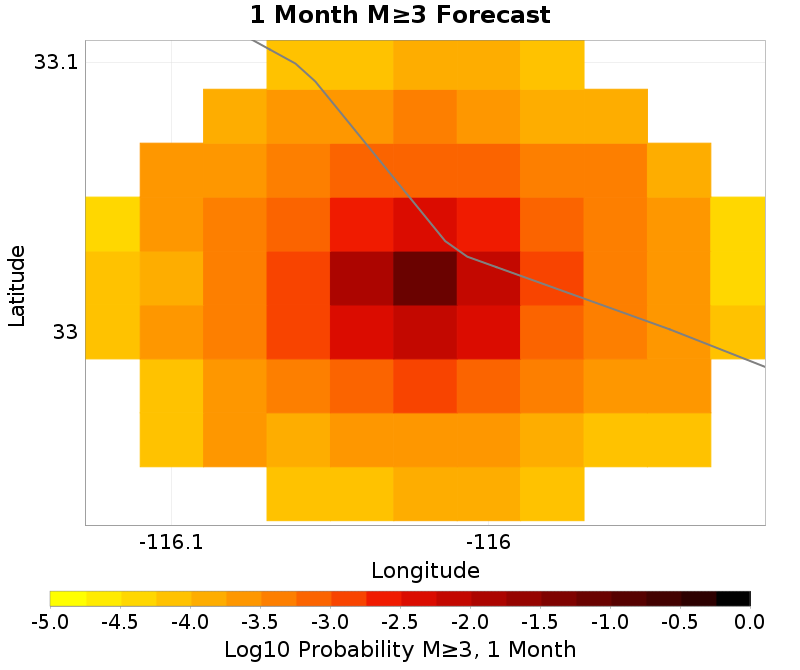 1 Month M≥3 Forecast
33.1
33
Latitude
-116.1 -116
Longitude
-5.0 -4.5 -4.0 -3.5 -3.0 -2.5 -2.0 -1.5 -1.0 -0.5 0.0
Log10 Probability M≥3, 1 Month